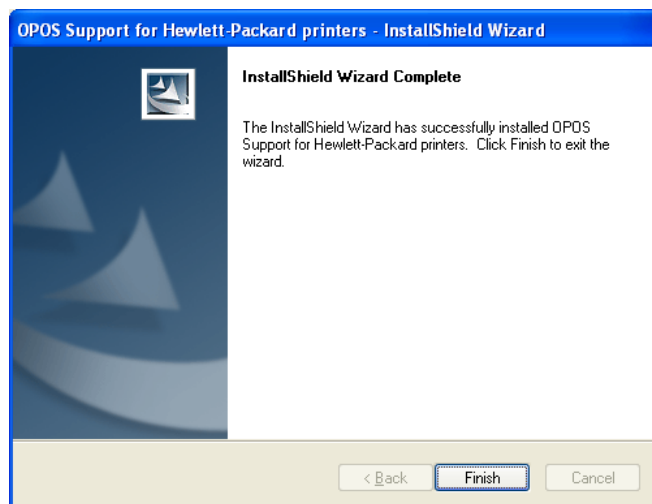 OPOS Support for Hewlett-Packard printers - InstallShield Wizard
InstallShield Wizard Complete
The InstallShield Wizard has successfully installed OPOS
Support for Hewlett-Packard printers. Click Finish to exit the
wizard.
< Back Finish Cancel